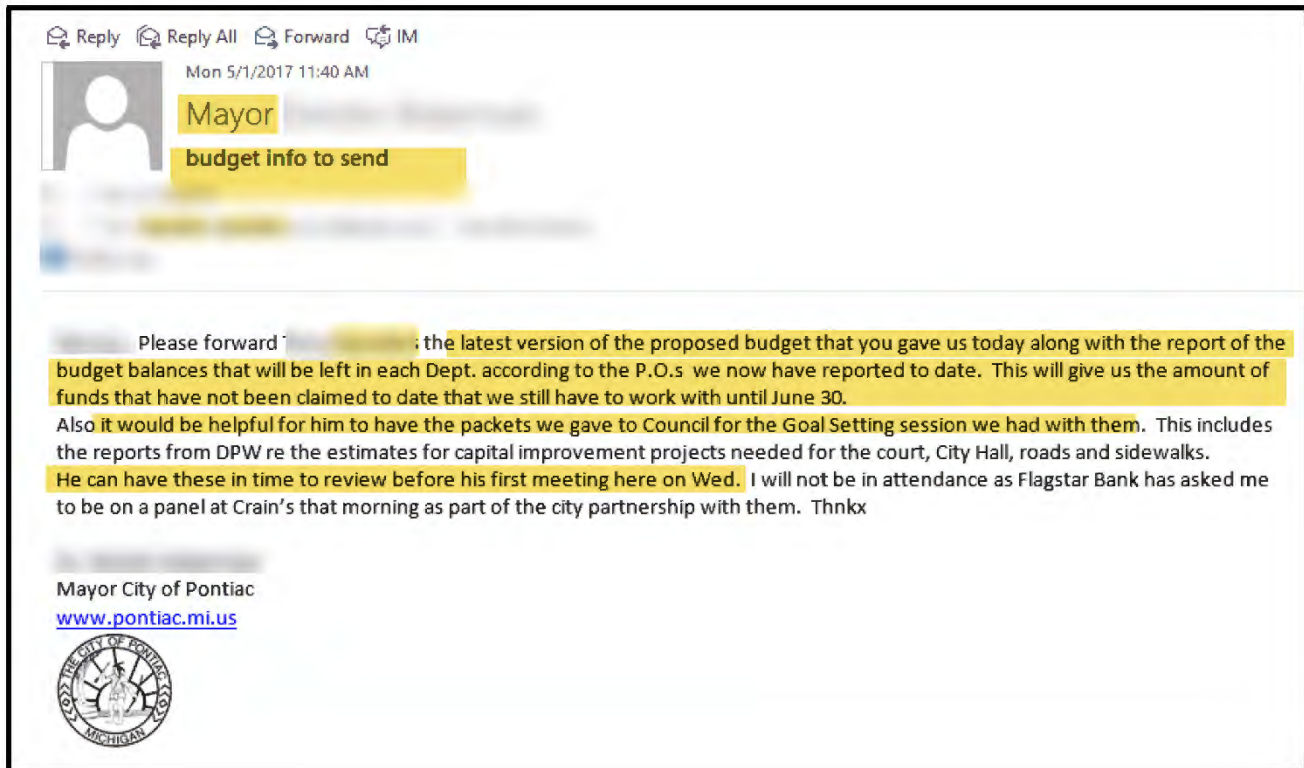 Reply Reply All Forward IM
Mon 5/1/2017 11:40 AM
Mayor
budget info to send
Please forward the latest version of the proposed budget that you gave us today along with the report of the
budget balances that will be left in each Dept. according to the P.O.s we now have reported to date. This will give us the amount of
funds that have not been claimed to date that we still have to work with until June 30.
Also it would be helpful for him to have the packets we gave to Council for the Goal Setting session we had with them. This includes
the reports from DPW re the estimates for capital improvement projects needed for the court, City Hall, roads and sidewalks.
He can have these in time to review before his first meeting here on Wed. I will not be in attendance as Flagstar Bank has asked me
to be on a panel at Crain's that morning as part of the city partnership with them. Thnkx
Mayor City of Pontiac
www.pontiac.mi.us
THE CITY OF PONTIAC
MICHIGAN